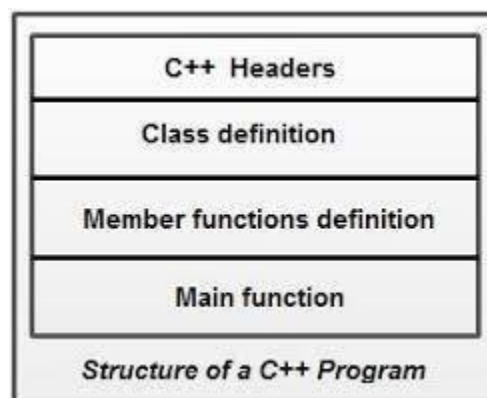 C++ Headers
Class definition
Member functions definition
Main function
Structure of a C++ Program